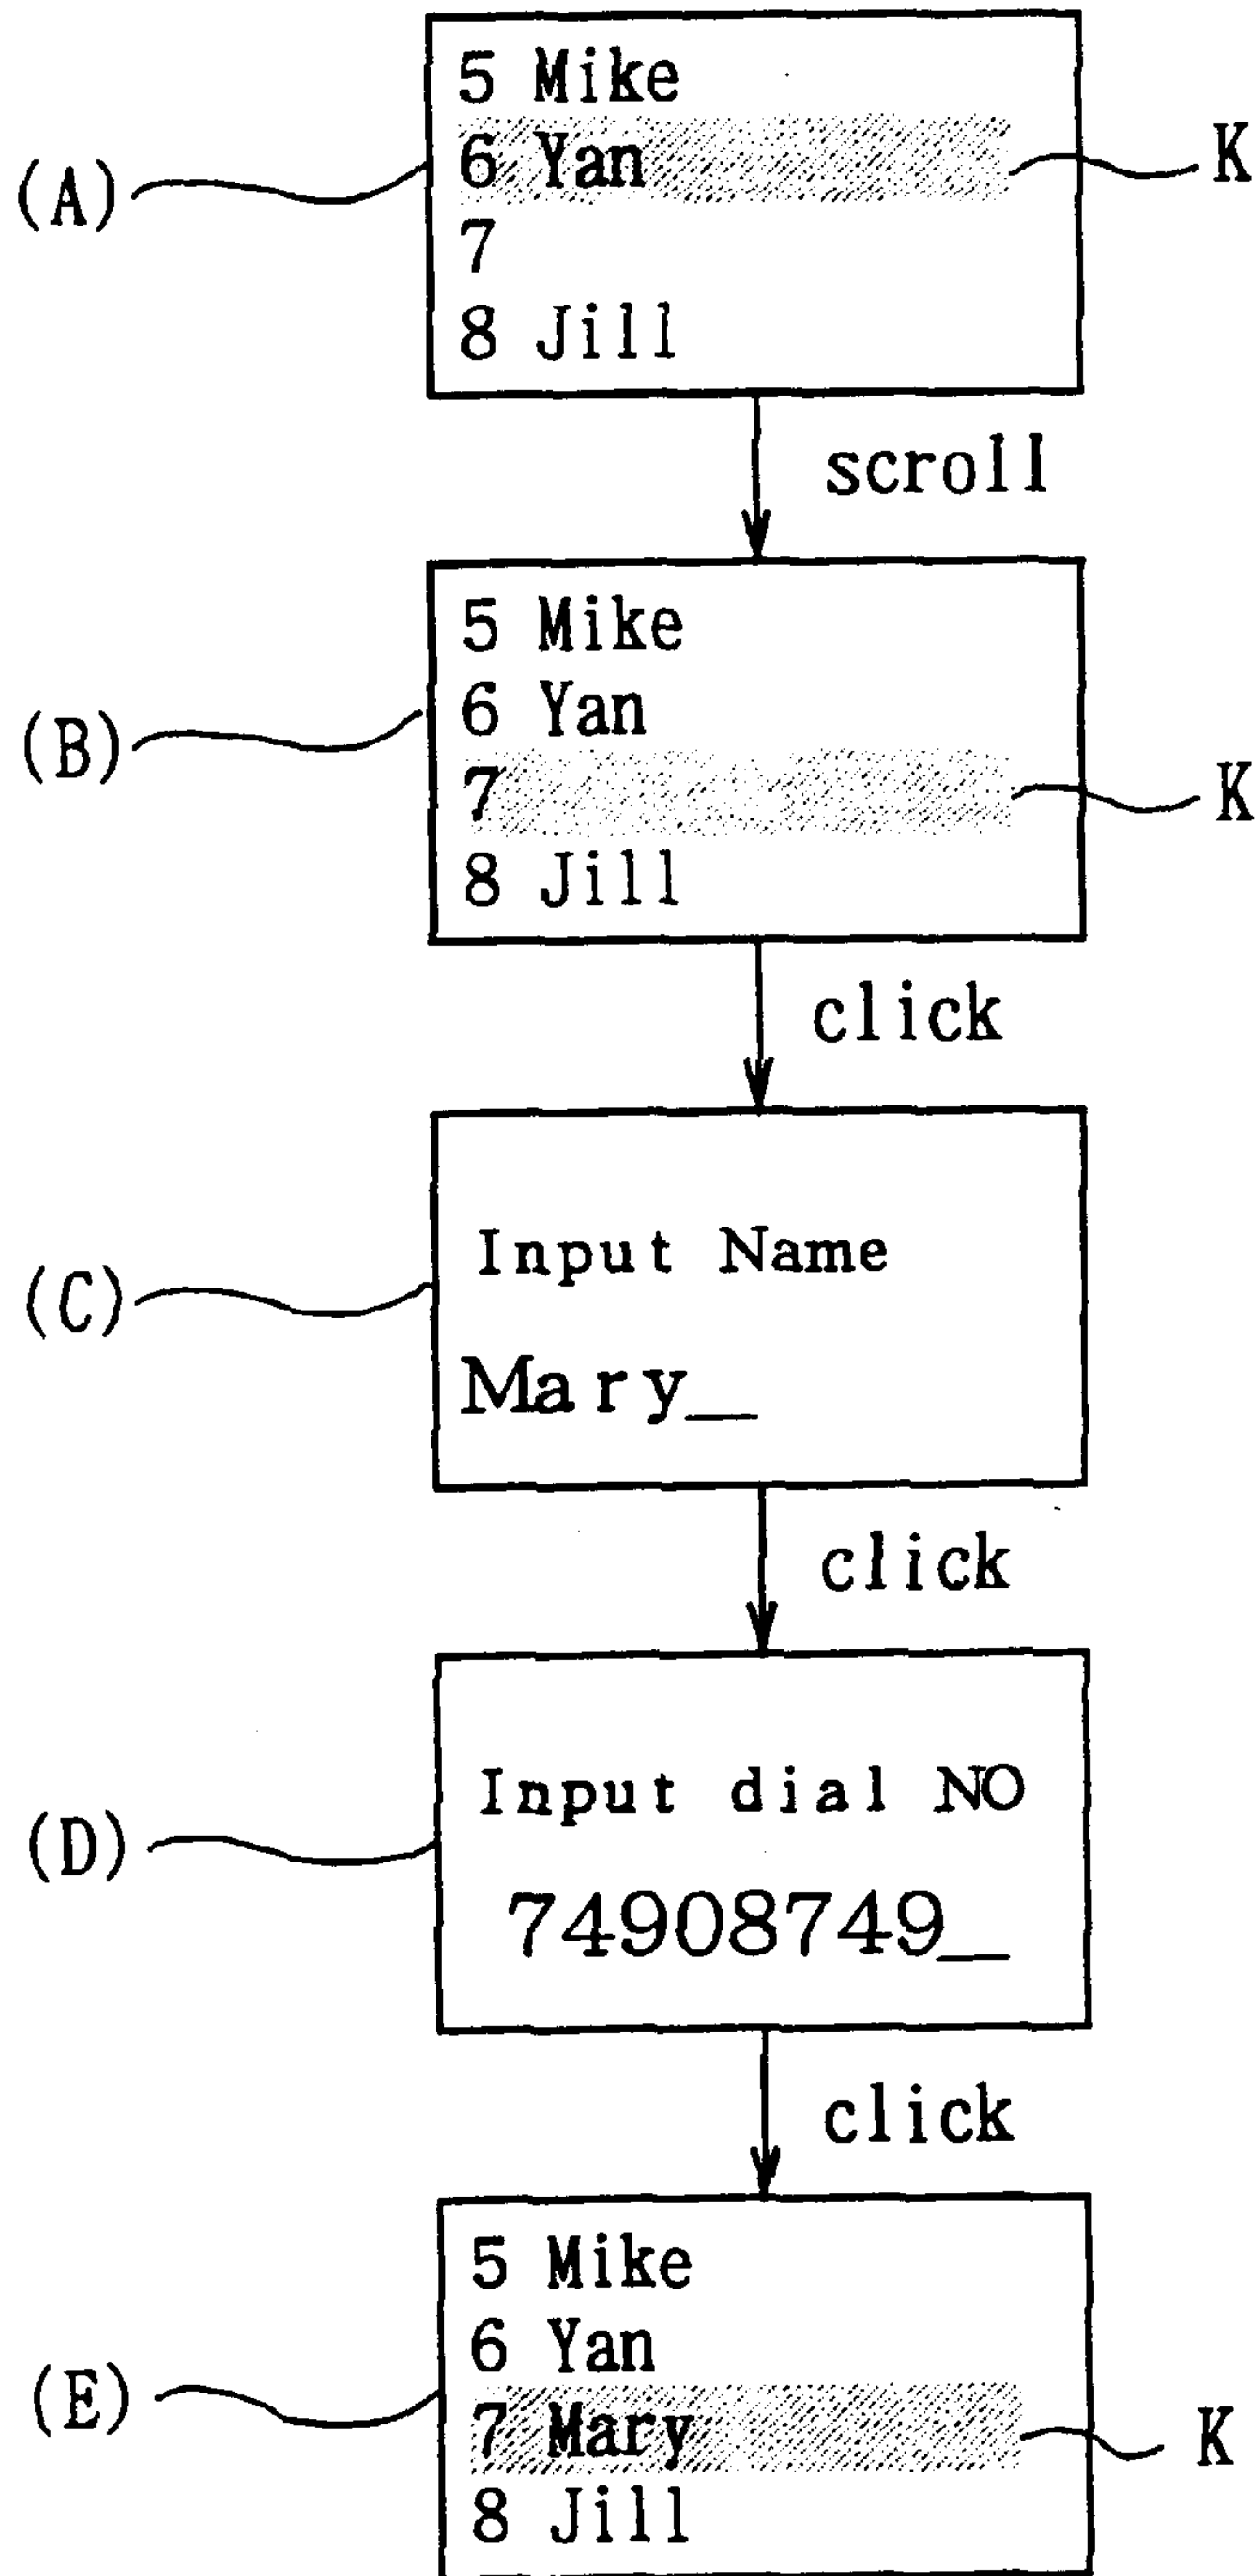 5 Mike
(A) 6 Yan K
7
8 Jill
scroll
5 Mike
(B) 6 Yan
7 K
8 Jill
click
Input Name
(C)
Mary_
click
Input dial NO
(D)
74908749_
click
5 Mike
6 Yan
(E) 7 Mary K
8 Jill